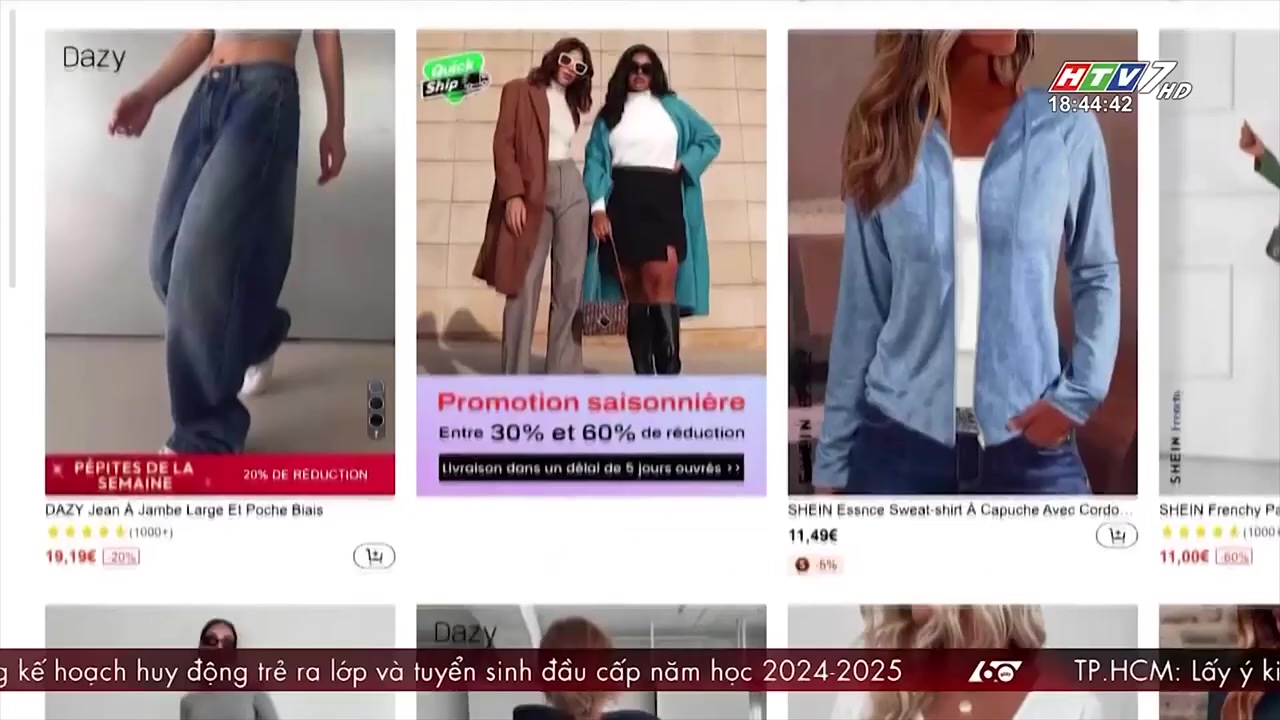 Dazy
Quick
Ship
HTV7 HD
18:44:42
Promotion saisonnière
Entre 30% et 60% de réduction
Livraison dans un délai de 5 jours ouvrés >>
PÉPITES DE LA
SEMAINE
20% DE RÉDUCTION
SHEIN
SHEIN French
DAZY Jean À Jambe Large Et Poche Biais
(1000+)
19,19€ -20%
SHEIN Essnce Sweat-shirt À Capuche Avec Cordo...
11,49€
S -5%
SHEIN Frenchy Pa
(1000
11,00€ -60%
Dazy
g kế hoạch huy động trẻ ra lớp và tuyển sinh đầu cấp năm học 2024-2025
60
TP.HCM: Lấy ý ki